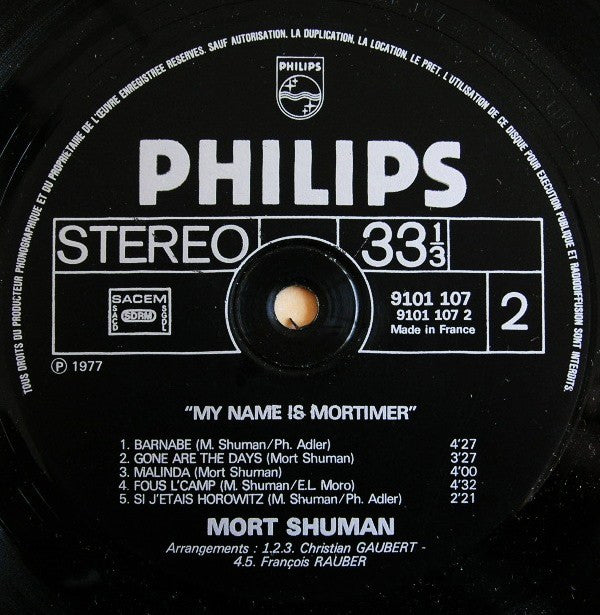 TOUS DROITS DU PRODUCTEUR PHONOGRAPHIQUE ET DU PROPRIETAIRE DE L'ŒUVRE ENREGISTREE RESERVES. SAUF AUTORISATION, LA DUPLICATION, LA LOCATION, LE PRET, L'UTILISATION DE CE DISQUE POUR EXECUTION PUBLIQUE ET RADIODIFFUSION SONT INTERDITS.
PHILIPS
PHILIPS
STEREO 33 1/3
SACEM
SACD SDRM SGDL
9101 107
9101 107 2
Made in France
2
Ⓟ 1977
"MY NAME IS MORTIMER"
1. BARNABE (M. Shuman/Ph. Adler) 4'27
2. GONE ARE THE DAYS (Mort Shuman) 3'27
3. MALINDA (Mort Shuman) 4'00
4. FOUS L'CAMP (M. Shuman/E.L. Moro) 4'32
5. SI J'ETAIS HOROWITZ (M. Shuman/Ph. Adler) 2'21
MORT SHUMAN
Arrangements : 1.2.3. Christian GAUBERT -
4.5. François RAUBER